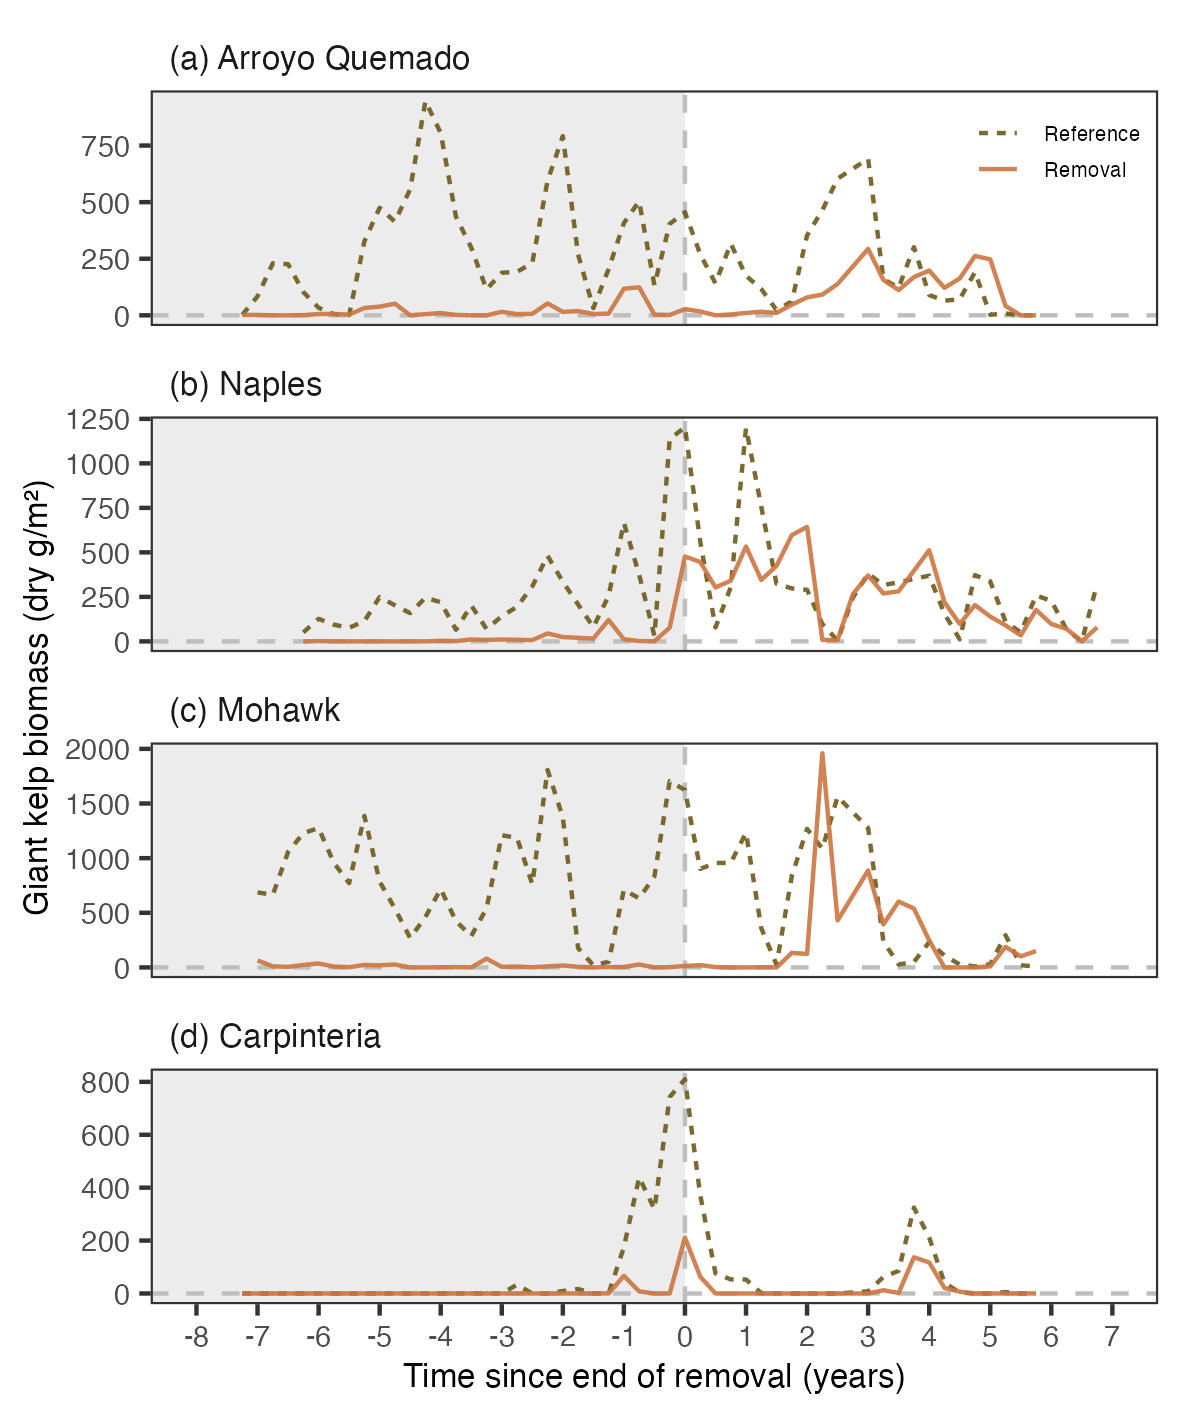 (a) Arroyo Quemado
750
500
250
0
Reference
Removal
(b) Naples
1250
1000
750
500
250
0
(c) Mohawk
2000
1500
1000
500
0
(d) Carpinteria
800
600
400
200
0
-8 -7 -6 -5 -4 -3 -2 -1 0 1 2 3 4 5 6 7
Time since end of removal (years)
Giant kelp biomass (dry g/m²)